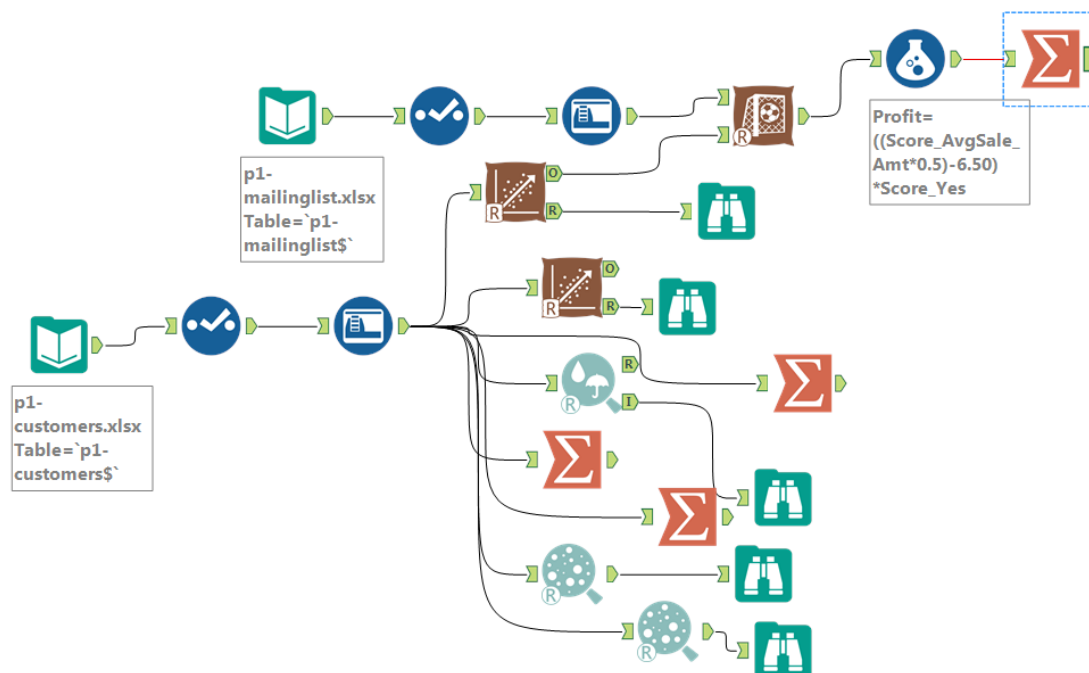 p1-
mailinglist.xlsx
Table=`p1-
mailinglist$`
Profit=
((Score_AvgSale_
Amt*0.5)-6.50)
*Score_Yes
R
R
O
R
R
O
R
p1-
customers.xlsx
Table=`p1-
customers$`
R
R
I
R
R